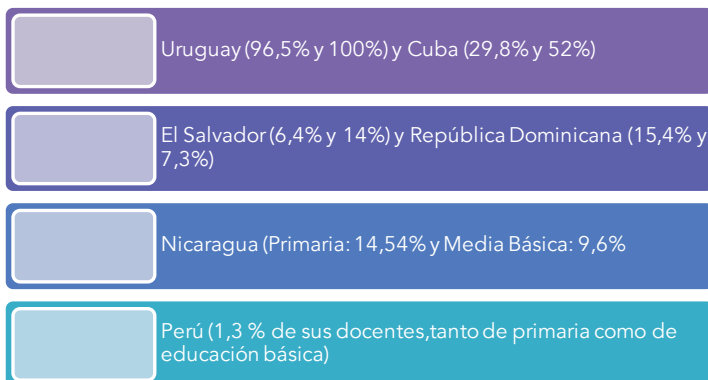 Uruguay (96,5% y 100%) y Cuba (29,8% y 52%)
El Salvador (6,4% y 14%) y República Dominicana (15,4% y
7,3%)
Nicaragua (Primaria: 14,54% y Media Básica: 9,6%
Perú (1,3 % de sus docentes,tanto de primaria como de
educación básica)